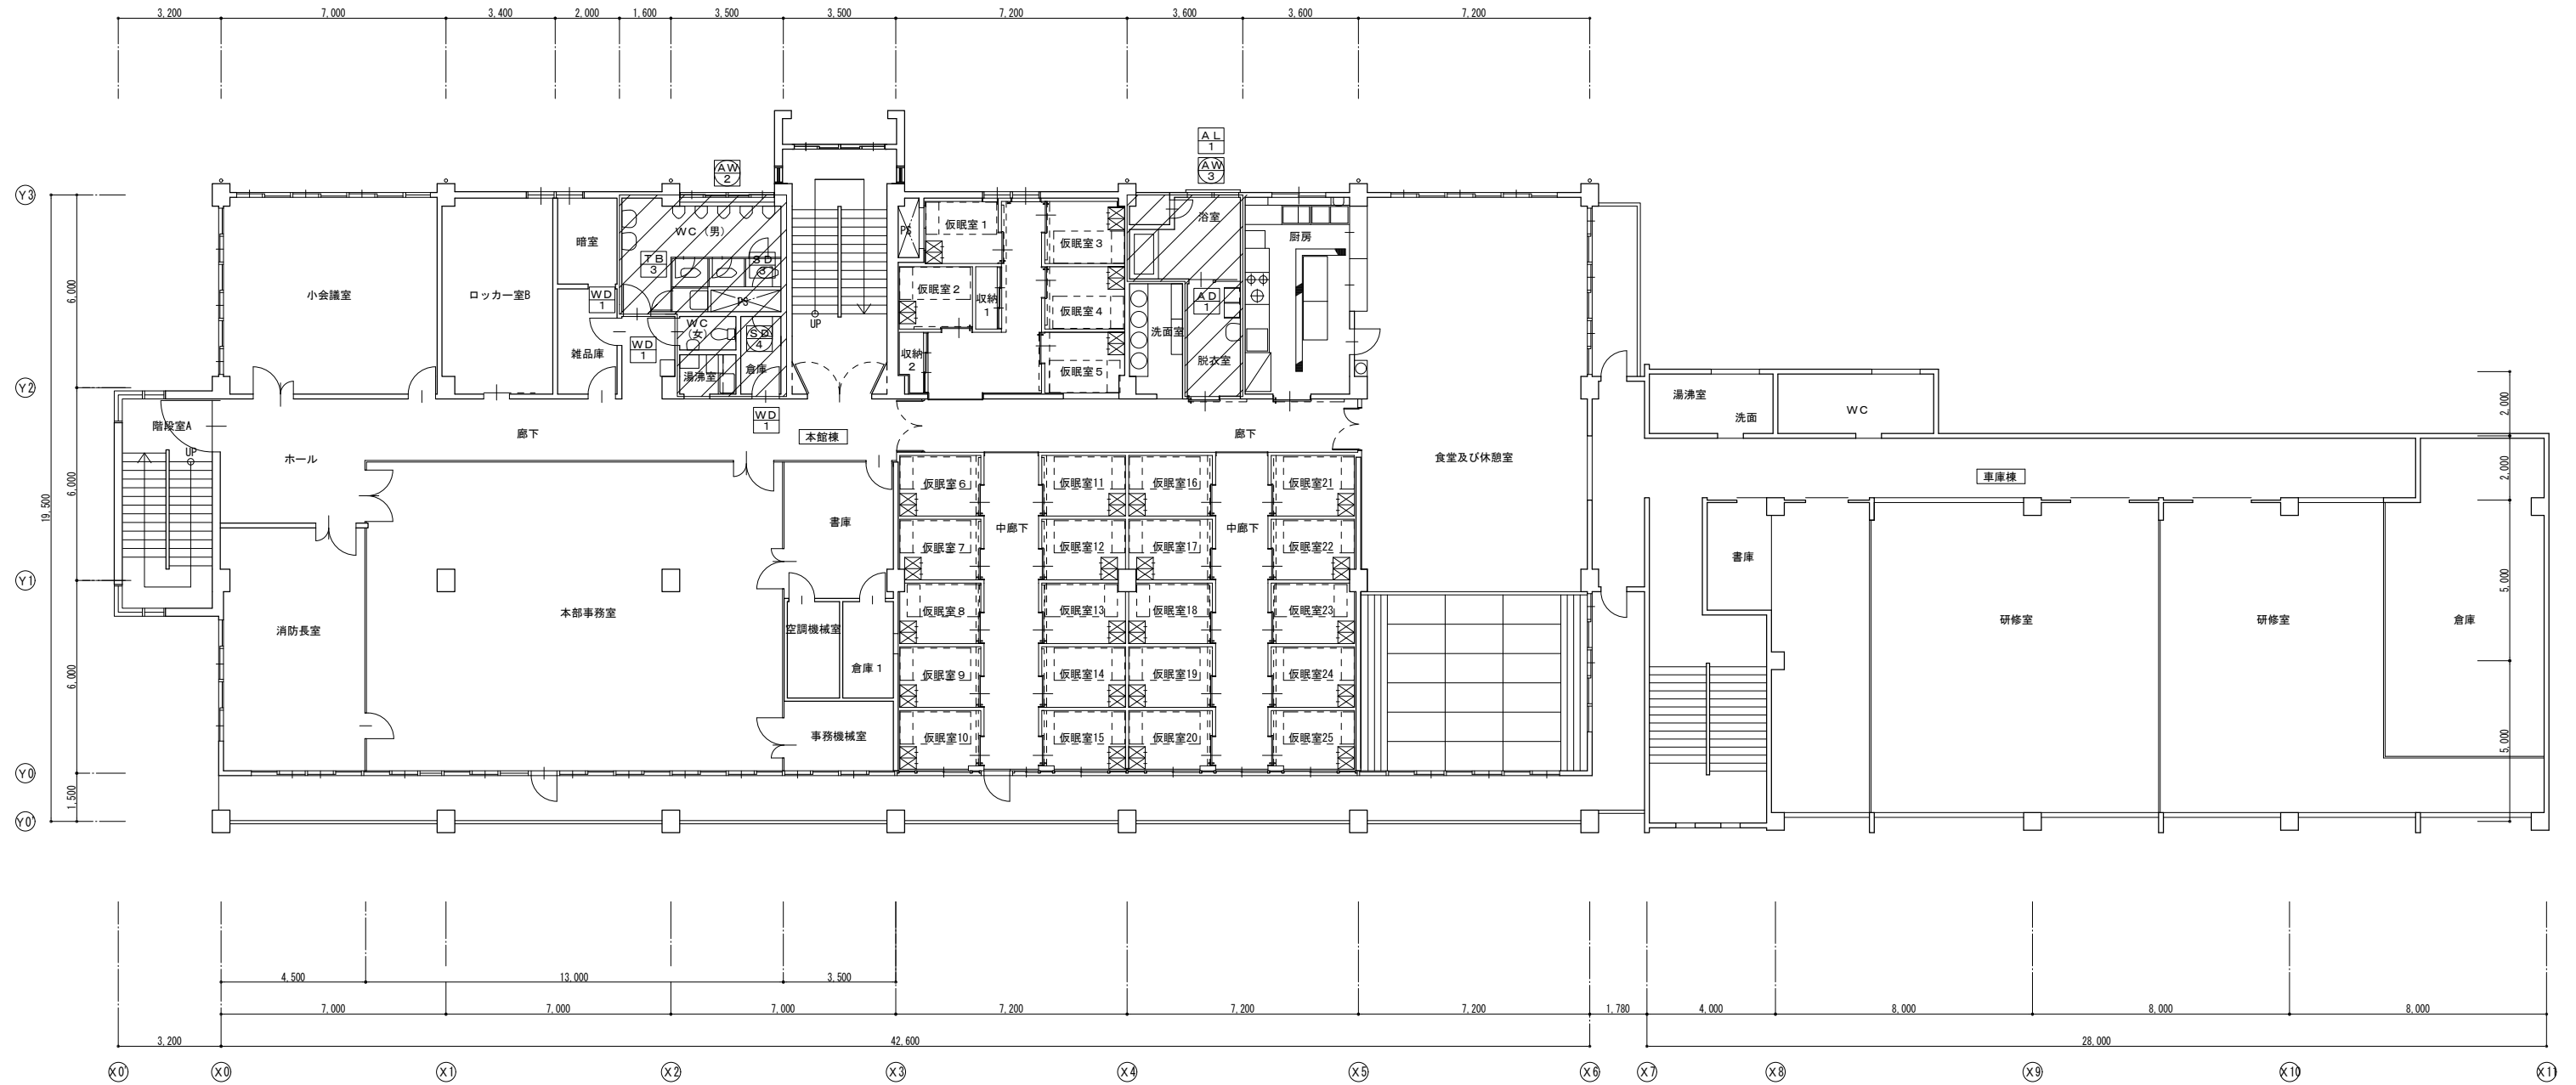 3,200 7,000 3,400 2,000 1,600 3,500 3,500 7,200 3,600 3,600 7,200
AL 1
AW 2
AW 3
Y3
浴室
仮眠室1
PS
WC (男)
厨房
暗室
仮眠室3
TB 3
SD 3
6,000
小会議室
ロッカー室B
WD 1
仮眠室2
収納1
AD 1
PS
仮眠室4
UP
WC (女)
SD 4
洗面室
WD 1
雑品庫
収納2
脱衣室
湯沸室
倉庫
仮眠室5
Y2
湯沸室
洗面
WC
2,000
WD 1
階段室A
廊下
本館棟
廊下
UP
ホール
食堂及び休憩室
車庫棟
2,000
仮眠室6
仮眠室11
仮眠室16
仮眠室21
6,000
19,500
書庫
中廊下
中廊下
仮眠室7
仮眠室12
仮眠室17
仮眠室22
書庫
Y1
5,000
仮眠室8
仮眠室13
仮眠室18
仮眠室23
本部事務室
消防長室
空調機械室
研修室
研修室
倉庫
倉庫1
仮眠室9
仮眠室14
仮眠室19
仮眠室24
6,000
事務機械室
仮眠室10
仮眠室15
仮眠室20
仮眠室25
5,000
Y0
1,500
Y0'
4,500 13,000 3,500
7,000 7,000 7,000 7,200 7,200 7,200 1,780 4,000 8,000 8,000 8,000
3,200 42,600 28,000
X0' X0 X1 X2 X3 X4 X5 X6 X7 X8 X9 X10 X11